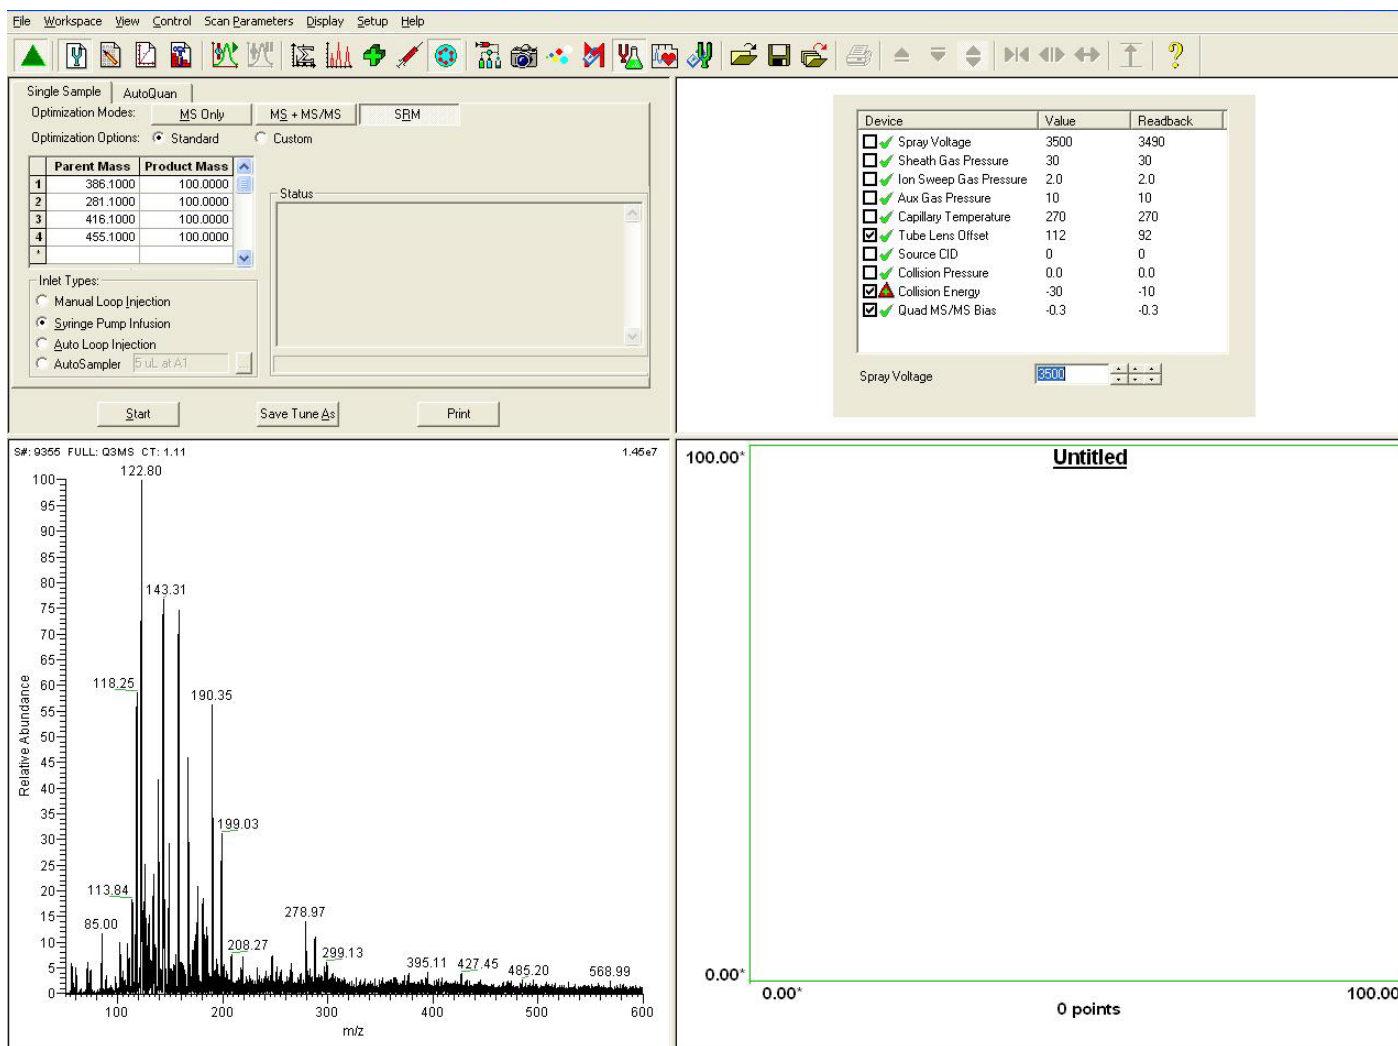 File Workspace View Control Scan Parameters Display Setup Help
Single Sample AutoQuan
Optimization Modes: MS Only MS + MS/MS SRM
Optimization Options: Standard Custom
Parent Mass Product Mass
1 386.1000 100.0000
2 281.1000 100.0000
3 416.1000 100.0000
4 455.1000 100.0000
*
Status
Inlet Types:
Manual Loop Injection
Syringe Pump Infusion
Auto Loop Injection
AutoSampler 5 uL at A1 ...
Start Save Tune As Print
Device Value Readback
Spray Voltage 3500 3490
Sheath Gas Pressure 30 30
Ion Sweep Gas Pressure 2.0 2.0
Aux Gas Pressure 10 10
Capillary Temperature 270 270
Tube Lens Offset 112 92
Source CID 0 0
Collision Pressure 0.0 0.0
Collision Energy -30 -10
Quad MS/MS Bias -0.3 -0.3
Spray Voltage 3500
S#: 9355 FULL: Q3MS CT: 1.11 1.45e7
122.80
100
95
90
85
80
143.31
75
70
65
118.25
60
190.35
55
50
45
40
35
199.03
30
25
20
113.84
15
85.00
278.97
10
208.27
299.13
395.11
427.45
485.20
568.99
5
0
100 200 300 400 500 600
m/z
Relative Abundance
100.00*
Untitled
0.00*
0.00* 100.00
0 points